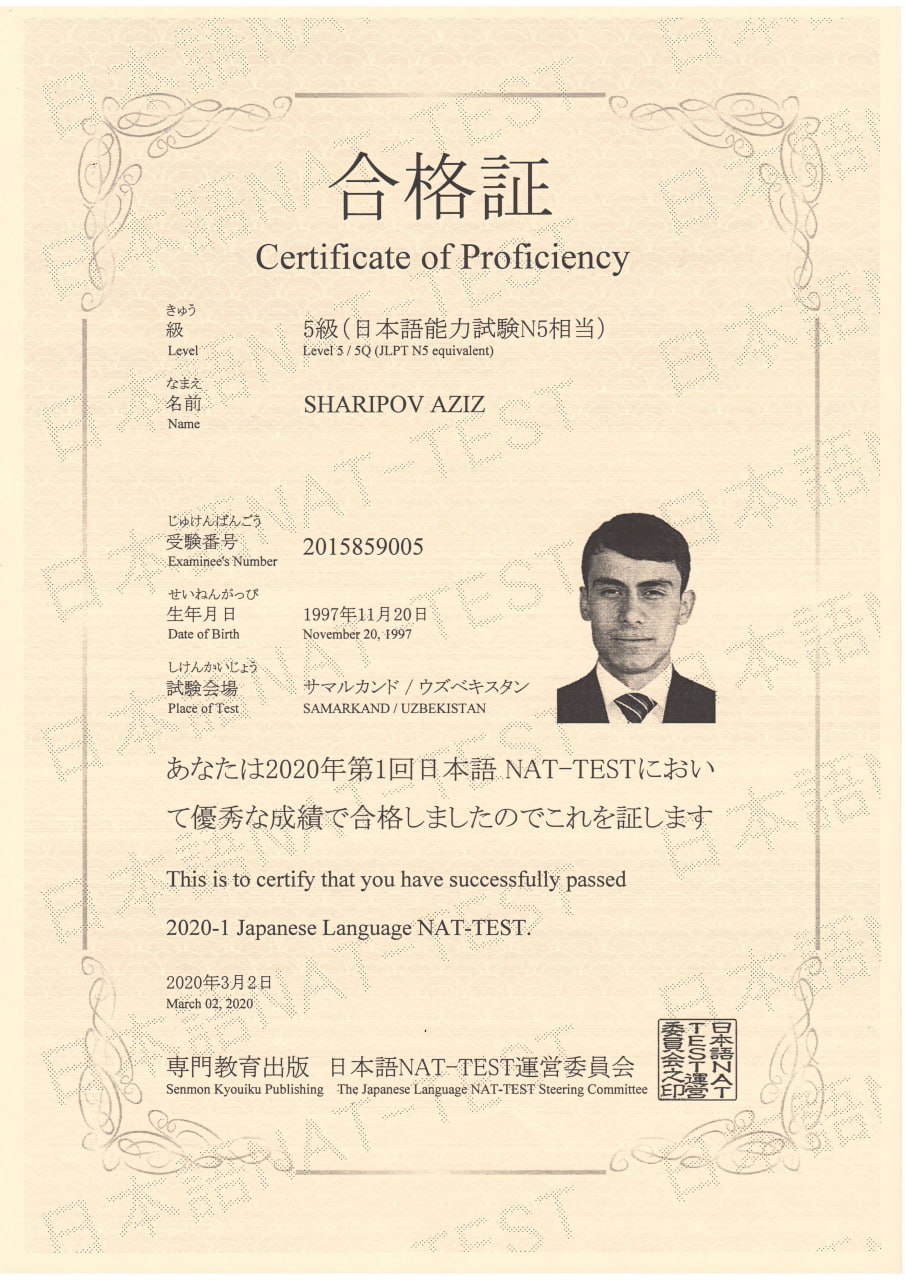 合格証
Certificate of Proficiency
きゅう
級
Level
5級(日本語能力試験N5相当)
Level 5 / 5Q (JLPT N5 equivalent)
なまえ
名前
Name
SHARIPOV AZIZ
じゅけんばんごう
受験番号
Examinee's Number
2015859005
せいねんがっぴ
生年月日
Date of Birth
1997年11月20日
November 20, 1997
しけんかいじょう
試験会場
Place of Test
サマルカンド / ウズベキスタン
SAMARKAND / UZBEKISTAN
あなたは2020年第1回日本語 NAT-TESTにおい
て優秀な成績で合格しましたのでこれを証します
This is to certify that you have successfully passed
2020-1 Japanese Language NAT-TEST.
2020年3月2日
March 02, 2020
専門教育出版 日本語NAT-TEST運営委員会
Senmon Kyouiku Publishing The Japanese Language NAT-TEST Steering Committee
日本語NAT
TEST運営
委員会之印
日本語NAT-TEST